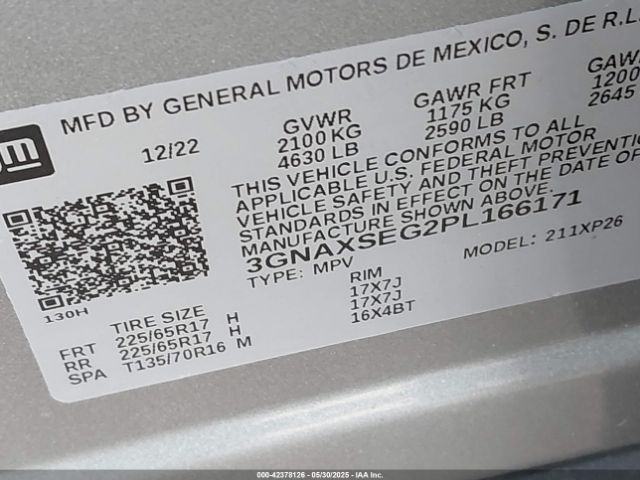 gm
MFD BY GENERAL MOTORS DE MEXICO, S. DE R.L.
12/22
GVWR GAWR FRT GAW
2100 KG 1175 KG 1200
4630 LB 2590 LB 2645
THIS VEHICLE CONFORMS TO ALL
APPLICABLE U.S. FEDERAL MOTOR
VEHICLE SAFETY AND THEFT PREVENTIO
STANDARDS IN EFFECT ON THE DATE OF
MANUFACTURE SHOWN ABOVE.
3GNAXSEG2PL166171
TYPE: MPV MODEL: 211XP26
130H
TIRE SIZE RIM
FRT 225/65R17 H 17X7J
RR 225/65R17 H 17X7J
SPA T135/70R16 M 16X4BT
000-42378126 - 05/30/2025 - IAA Inc.